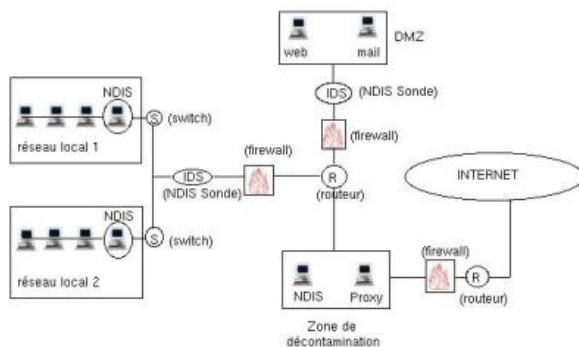 web
mail
DMZ
IDS
(NDIS Sonde)
(firewall)
NDIS
S
(switch)
réseau local 1
IDS
(NDIS Sonde)
(firewall)
R
(routeur)
INTERNET
NDIS
S
(switch)
réseau local 2
NDIS
Proxy
(firewall)
R
(routeur)
Zone de
décontamination